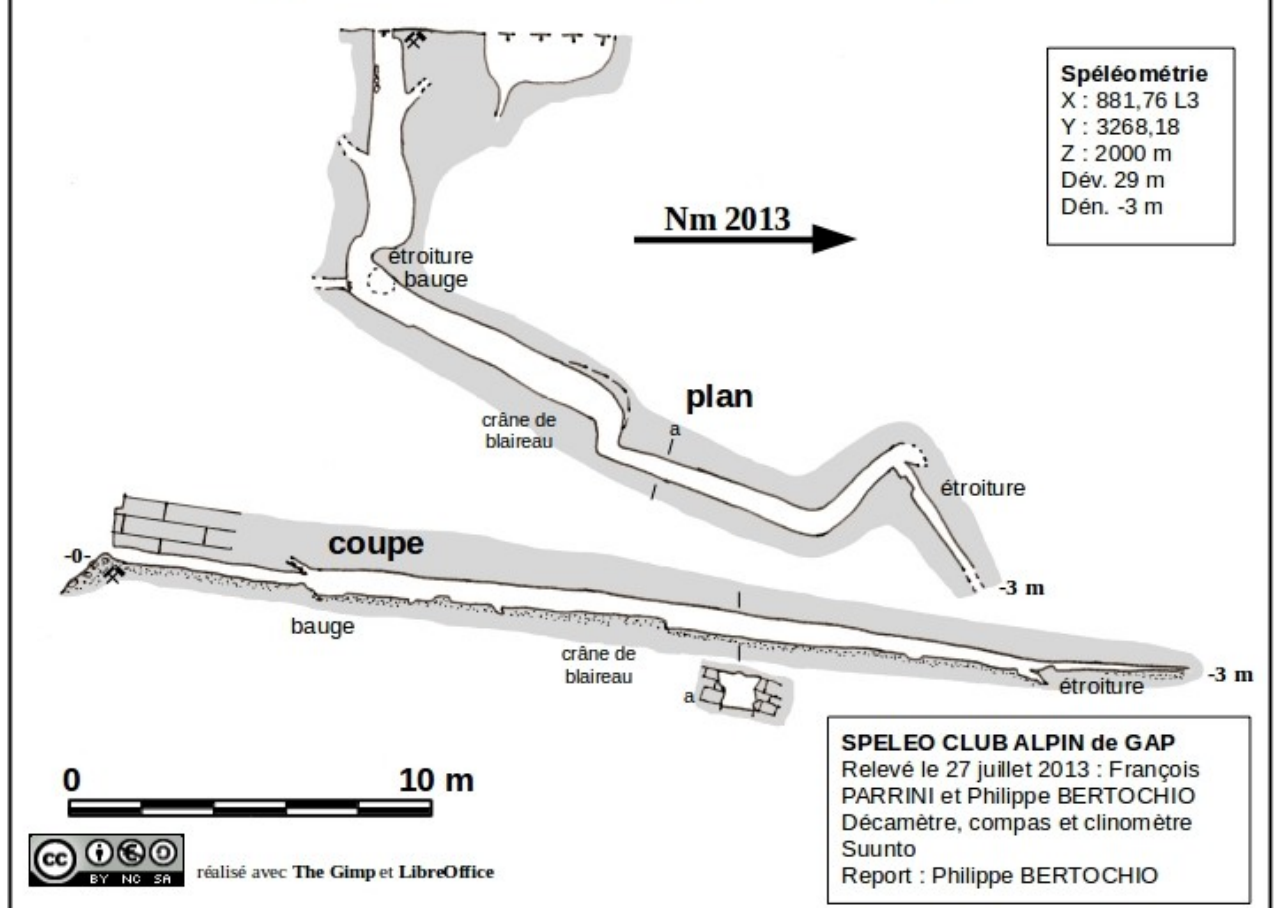 Spéléométrie
X : 881,76 L3
Y : 3268,18
Z : 2000 m
Dév. 29 m
Dén. -3 m
Nm 2013
étroiture
bauge
plan
crâne de
blaireau
a
étroiture
-3 m
coupe
-0-
bauge
crâne de
blaireau
a
étroiture
-3 m
0 10 m
SPELEO CLUB ALPIN de GAP
Relevé le 27 juillet 2013 : François
PARRINI et Philippe BERTOCHIO
Décamètre, compas et clinomètre
Suunto
Report : Philippe BERTOCHIO
cc
BY NC SA
réalisé avec The Gimp et LibreOffice